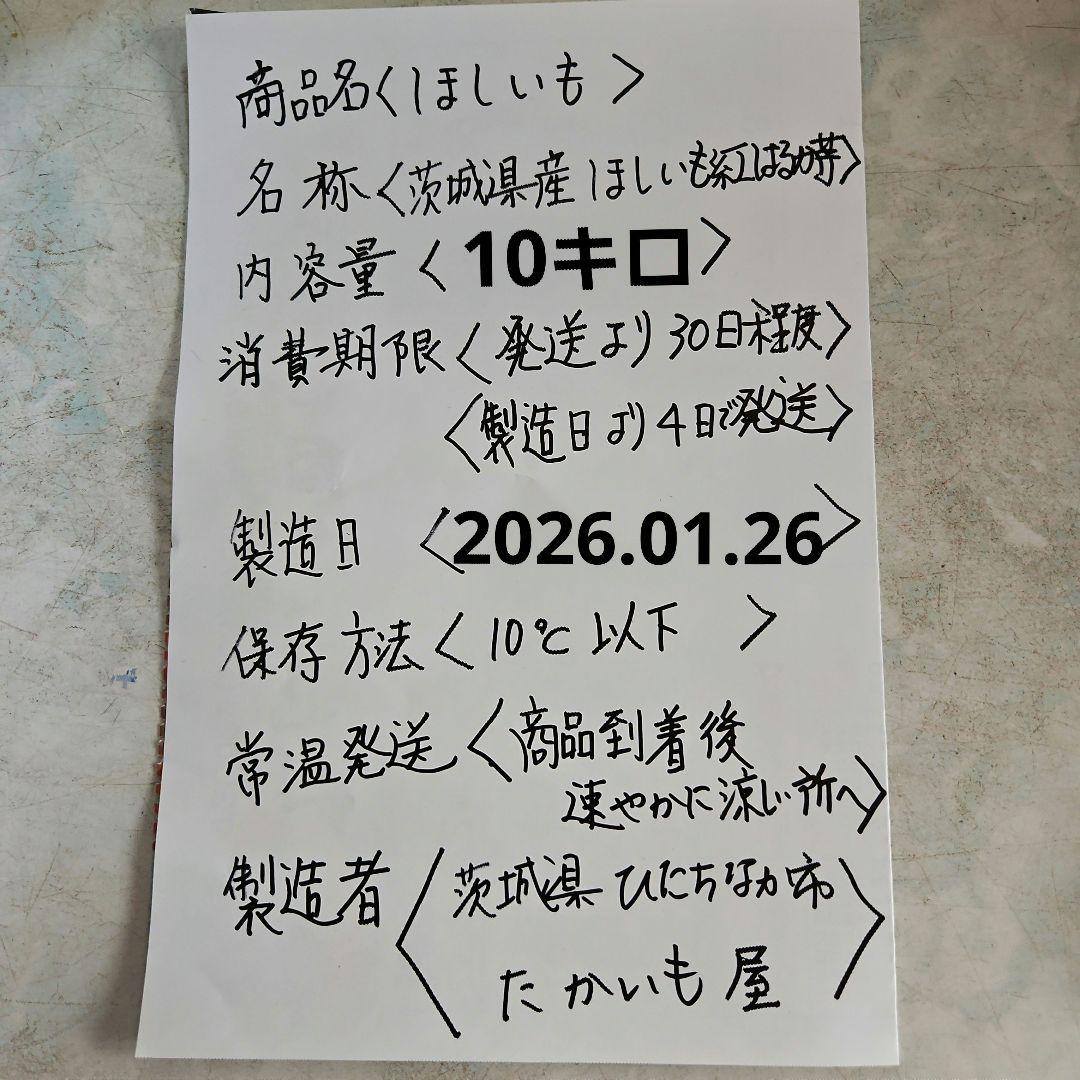 商品名〈ほしいも〉
名称〈茨城県産ほしいも紅はるか芋〉
内容量〈10キロ〉
消費期限〈発送より30日程度〉
〈製造日より4日で発送〉
製造日〈2026.01.26〉
保存方法〈10℃以下〉
常温発送〈商品到着後
速やかに涼しい所へ〉
製造者〈茨城県ひたちなか市
たかいも屋〉